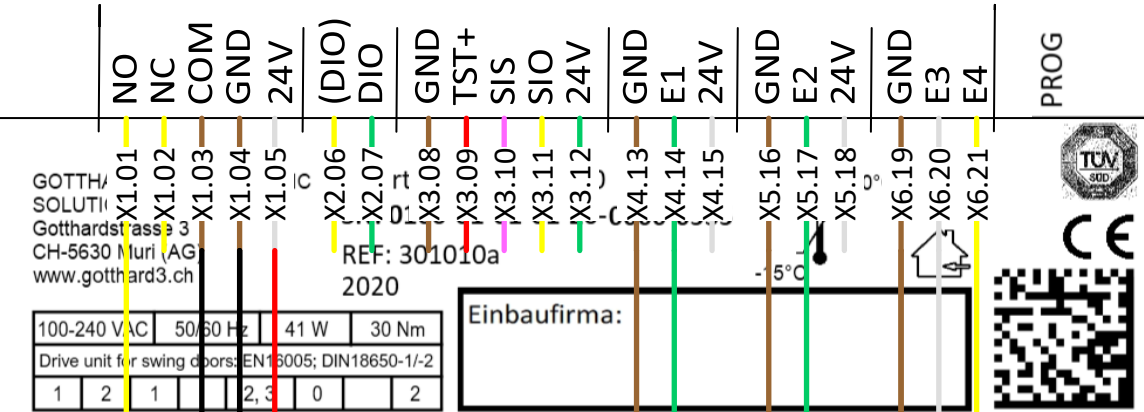 NO NC COM GND 24V (DIO) DIO GND TST+ SIS SIO 24V GND E1 24V GND E2 24V GND E3 E4 PROG
X1.01 X1.02 X1.03 X1.04 X1.05 X2.06 X2.07 X3.08 X3.09 X3.10 X3.11 X3.12 X4.13 X4.14 X4.15 X5.16 X5.17 X5.18 X6.19 X6.20 X6.21
TÜV
SÜD
Gotthardstrasse 3
CH-5630 Muri (AG)
www.gotthard3.ch
REF: 301010a
2020
-15°C
CE
100-240 VAC 50/60 Hz 41 W 30 Nm
Drive unit for swing doors: EN16005; DIN18650-1/-2
1 2 1 2, 3 0 2
Einbaufirma: